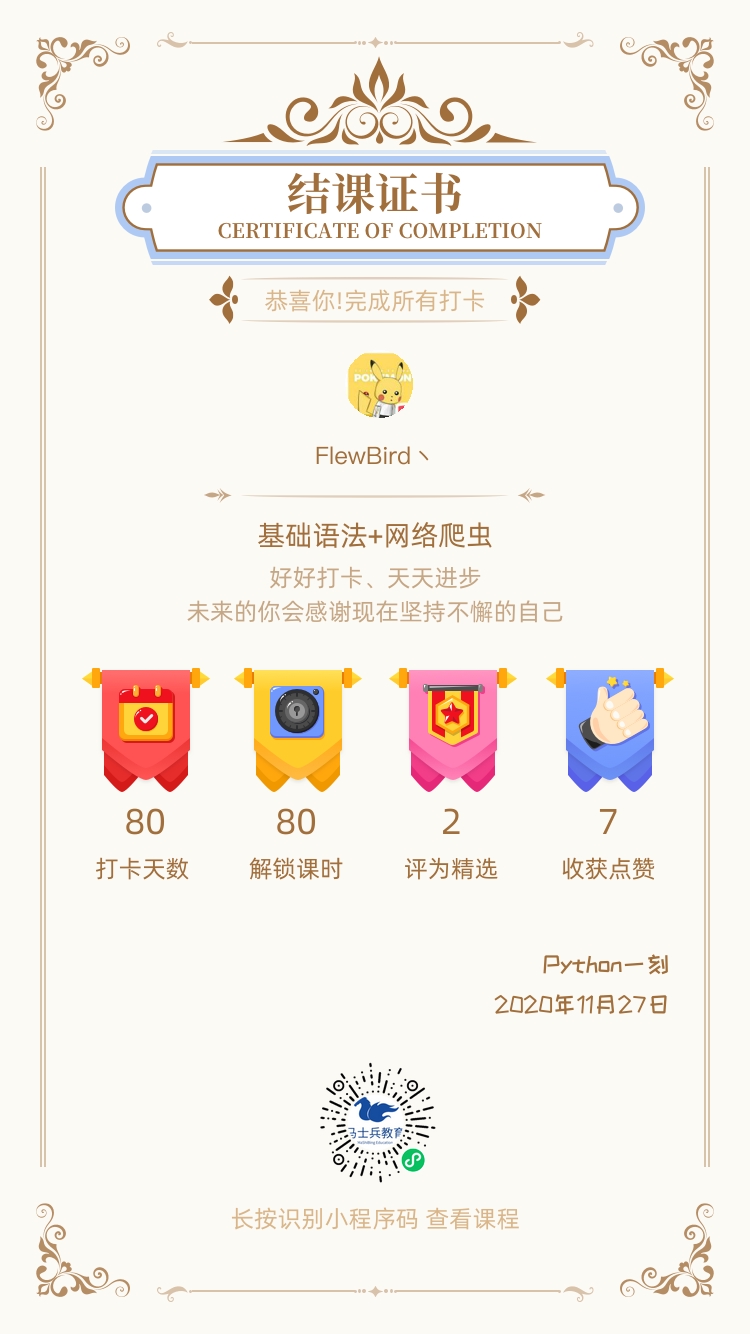 结课证书
CERTIFICATE OF COMPLETION
恭喜你!完成所有打卡
FlewBird丶
基础语法+网络爬虫
好好打卡、天天进步
未来的你会感谢现在坚持不懈的自己
80 80 2 7
打卡天数 解锁课时 评为精选 收获点赞
Python一刻
2020年11月27日
马士兵教育
长按识别小程序码 查看课程